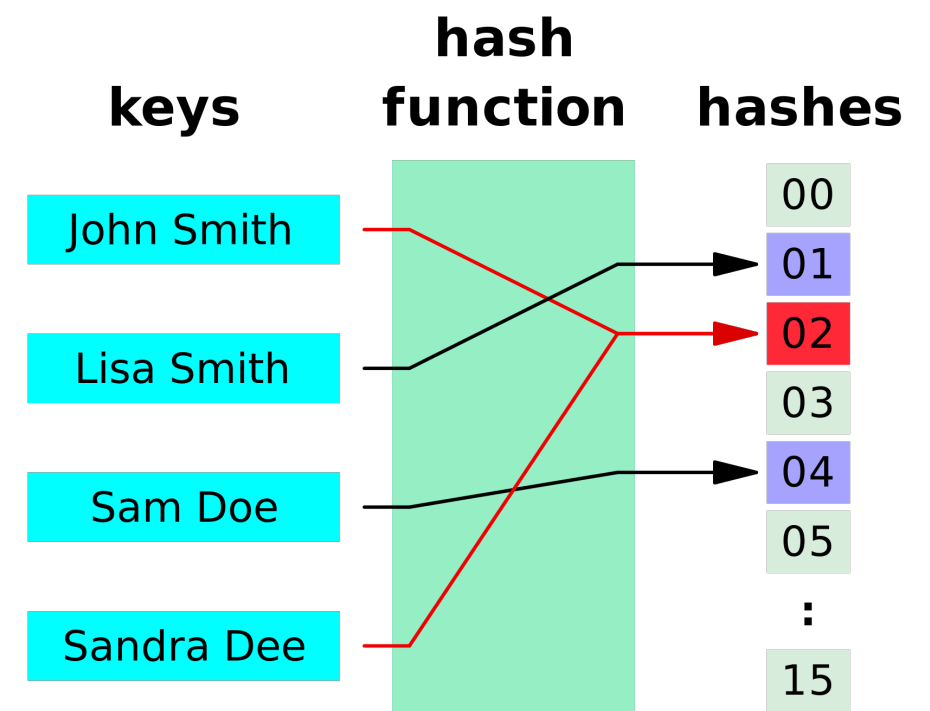 keys
hash
function
hashes
John Smith
Lisa Smith
Sam Doe
Sandra Dee
00
01
02
03
04
05
:
15